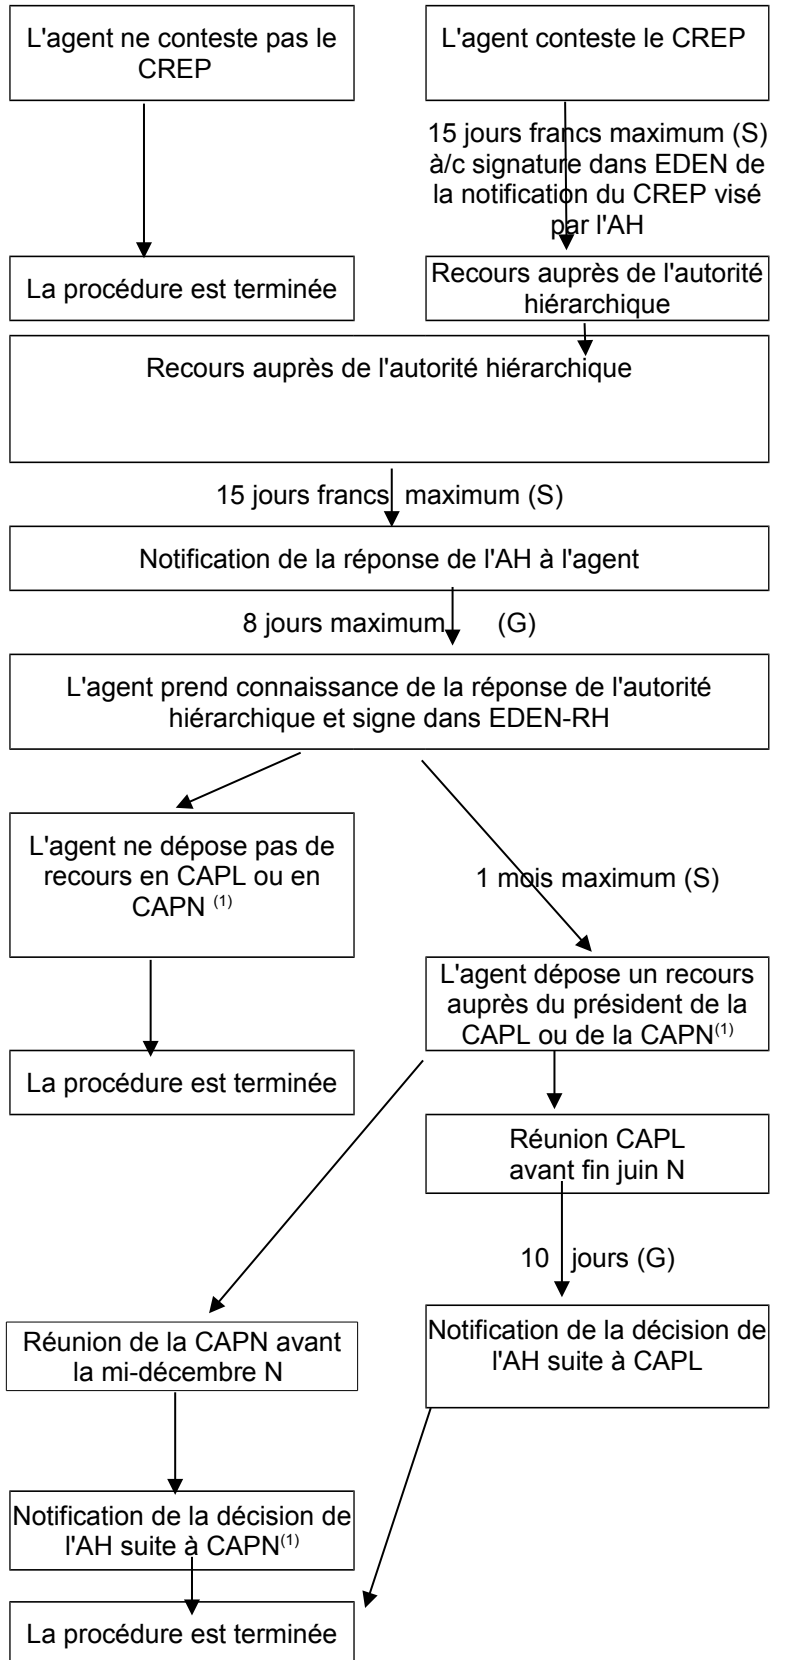 L'agent ne conteste pas le
CREP
L'agent conteste le CREP
15 jours francs maximum (S)
à/c signature dans EDEN de
la notification du CREP visé
par l'AH
La procédure est terminée
Recours auprès de l'autorité
hiérarchique
Recours auprès de l'autorité hiérarchique
15 jours francs maximum (S)
Notification de la réponse de l'AH à l'agent
8 jours maximum (G)
L'agent prend connaissance de la réponse de l'autorité
hiérarchique et signe dans EDEN-RH
L'agent ne dépose pas de
recours en CAPL ou en
CAPN (1)
1 mois maximum (S)
L'agent dépose un recours
auprès du président de la
CAPL ou de la CAPN(1)
La procédure est terminée
Réunion CAPL
avant fin juin N
10 jours (G)
Notification de la décision de
l'AH suite à CAPL
Réunion de la CAPN avant
la mi-décembre N
Notification de la décision de
l'AH suite à CAPN(1)
La procédure est terminée